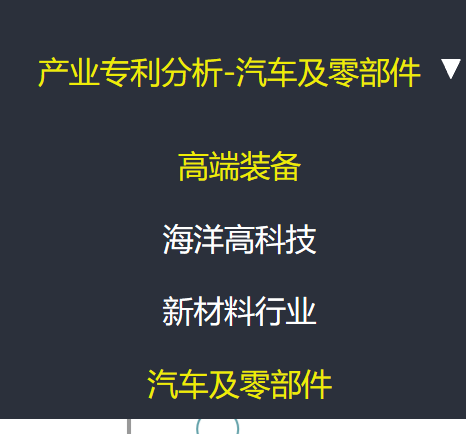 产业专利分析-汽车及零部件 ▼
高端装备
海洋高科技
新材料行业
汽车及零部件